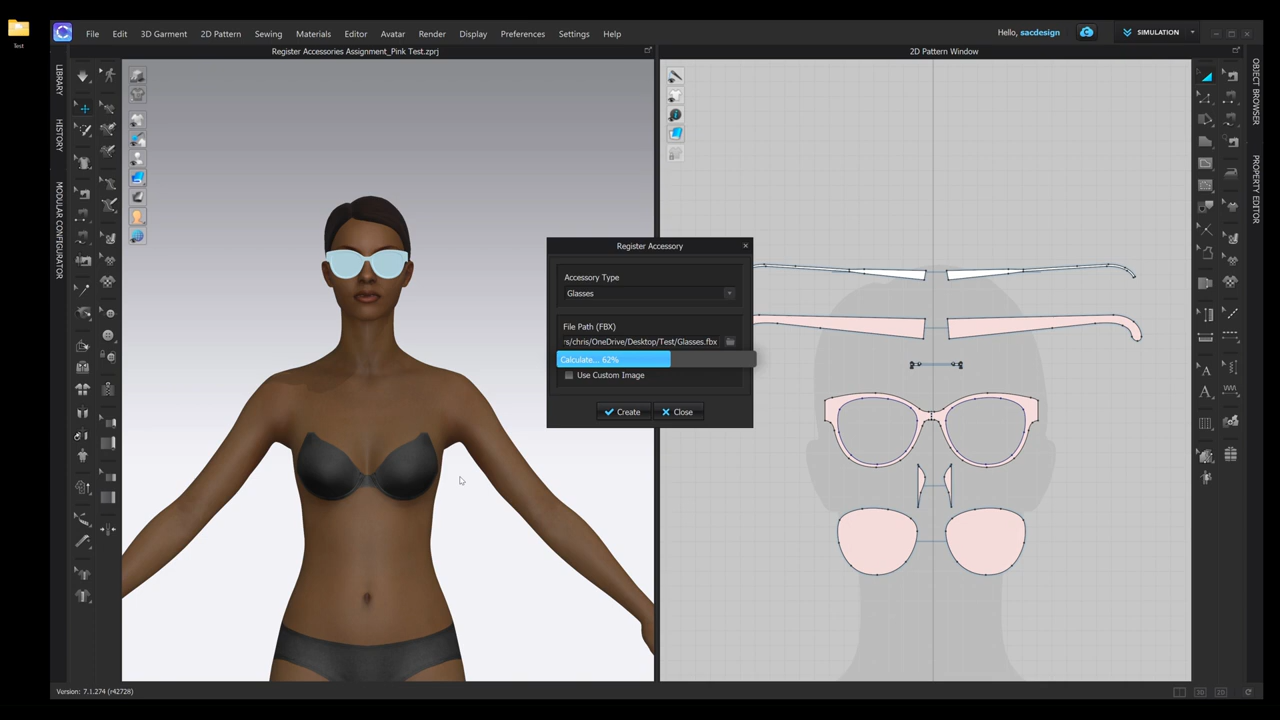 Test
File Edit 3D Garment 2D Pattern Sewing Materials Editor Avatar Render Display Preferences Settings Help
Hello, sacdesign
SIMULATION
Register Accessories Assignment_Pink Test.zprj
2D Pattern Window
LIBRARY
HISTORY
MODULAR CONFIGURATOR
OBJECT BROWSER
PROPERTY EDITOR
Register Accessory
Accessory Type
Glasses
File Path (FBX)
rs/chris/OneDrive/Desktop/Test/Glasses.fbx
Calculate... 62%
Use Custom Image
Create Close
Version: 7.1.274 (r42728)
3D 2D